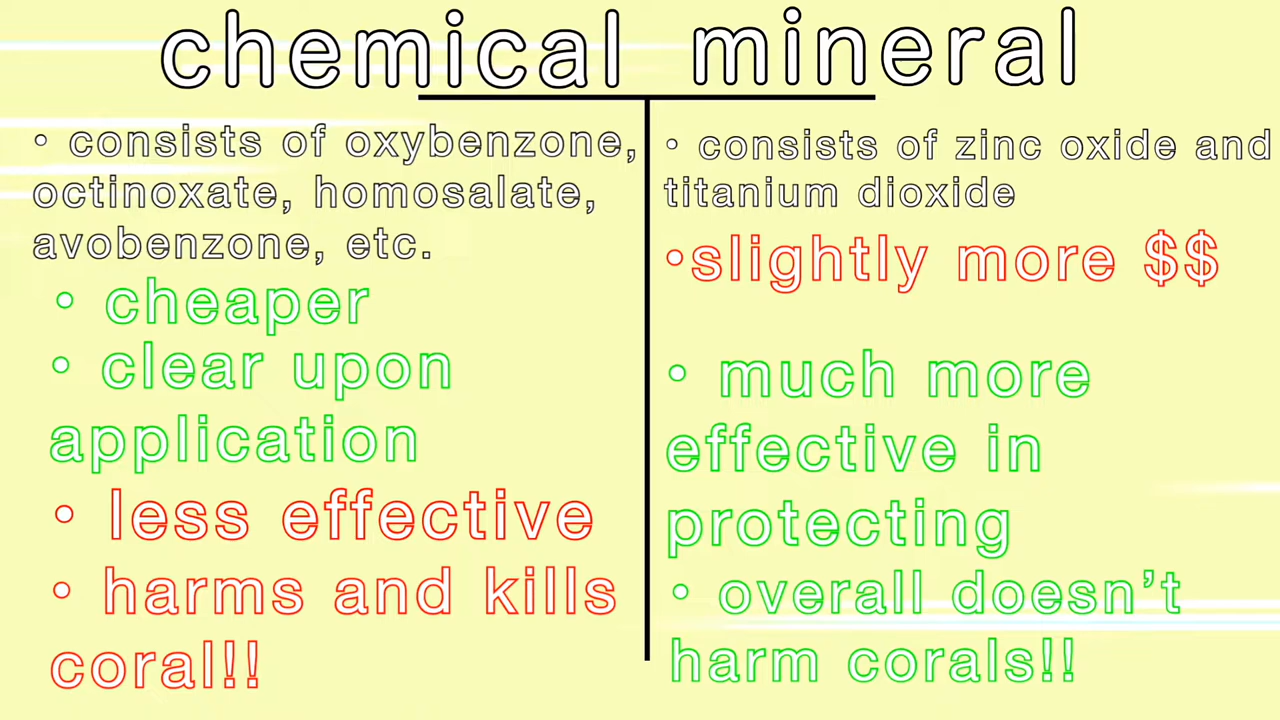 chemical mineral
• consists of oxybenzone,
octinoxate, homosalate,
avobenzone, etc.
• cheaper
• clear upon
application
• less effective
• harms and kills
coral!!
• consists of zinc oxide and
titanium dioxide
•slightly more $$
• much more
effective in
protecting
• overall doesn't
harm corals!!